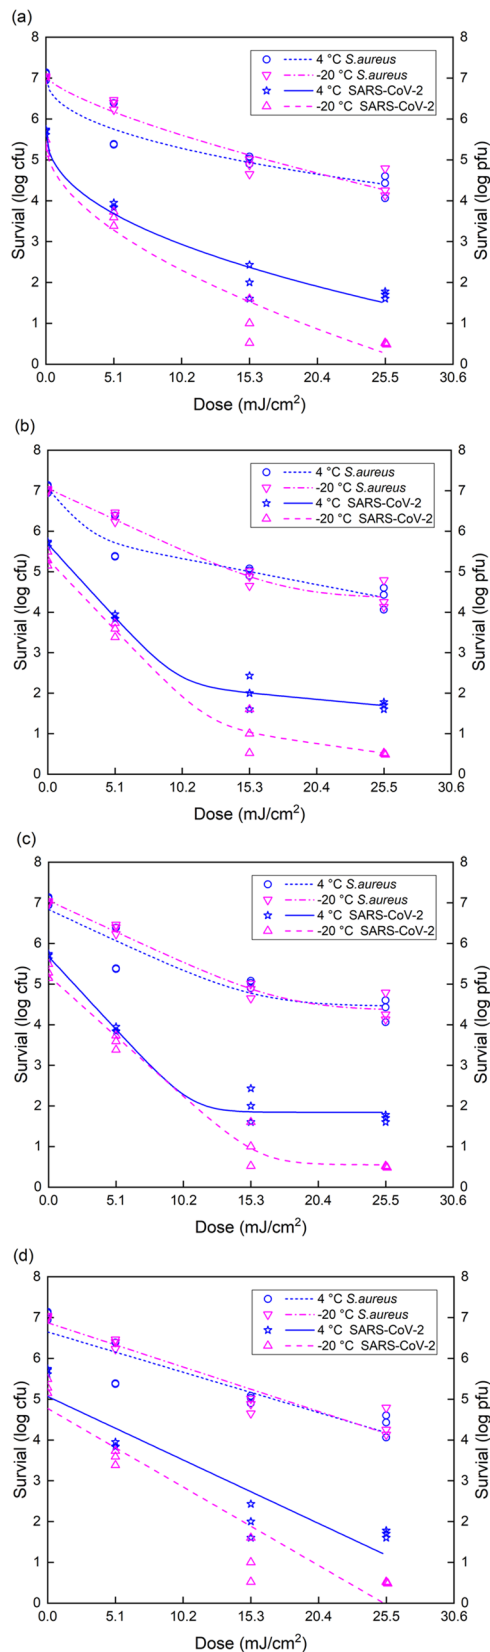 (a)
4 °C S.aureus
-20 °C S.aureus
4 °C SARS-CoV-2
-20 °C SARS-CoV-2
8
7
6
5
4
3
2
1
0
8
7
6
5
4
3
2
1
0
Survial (log cfu)
Survial (log pfu)
0.0 5.1 10.2 15.3 20.4 25.5 30.6
Dose (mJ/cm²)
(b)
4 °C S.aureus
-20 °C S.aureus
4 °C SARS-CoV-2
-20 °C SARS-CoV-2
8
7
6
5
4
3
2
1
0
8
7
6
5
4
3
2
1
0
Survial (log cfu)
Survial (log pfu)
0.0 5.1 10.2 15.3 20.4 25.5 30.6
Dose (mJ/cm²)
(c)
4 °C S.aureus
-20 °C S.aureus
4 °C SARS-CoV-2
-20 °C SARS-CoV-2
8
7
6
5
4
3
2
1
0
8
7
6
5
4
3
2
1
0
Survial (log cfu)
Survial (log pfu)
0.0 5.1 10.2 15.3 20.4 25.5 30.6
Dose (mJ/cm²)
(d)
4 °C S.aureus
-20 °C S.aureus
4 °C SARS-CoV-2
-20 °C SARS-CoV-2
8
7
6
5
4
3
2
1
0
8
7
6
5
4
3
2
1
0
Survial (log cfu)
Survial (log pfu)
0.0 5.1 10.2 15.3 20.4 25.5 30.6
Dose (mJ/cm²)